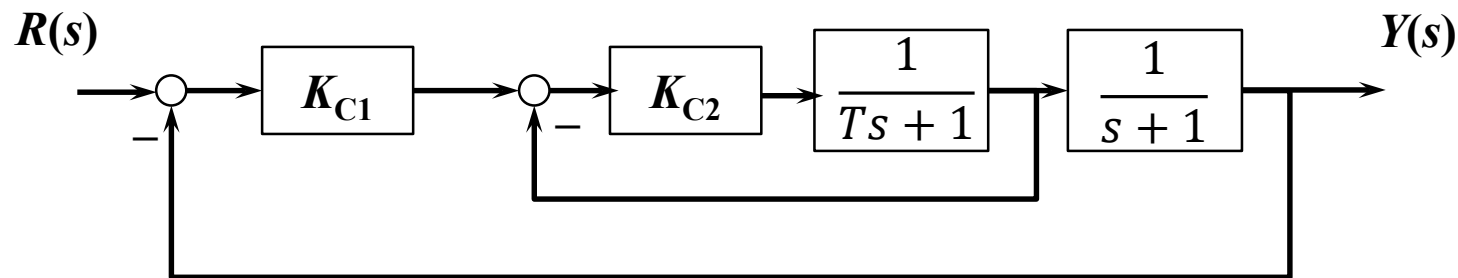 R(s)
Y(s)
K_C1
K_C2
1
Ts + 1
1
s + 1
−
−